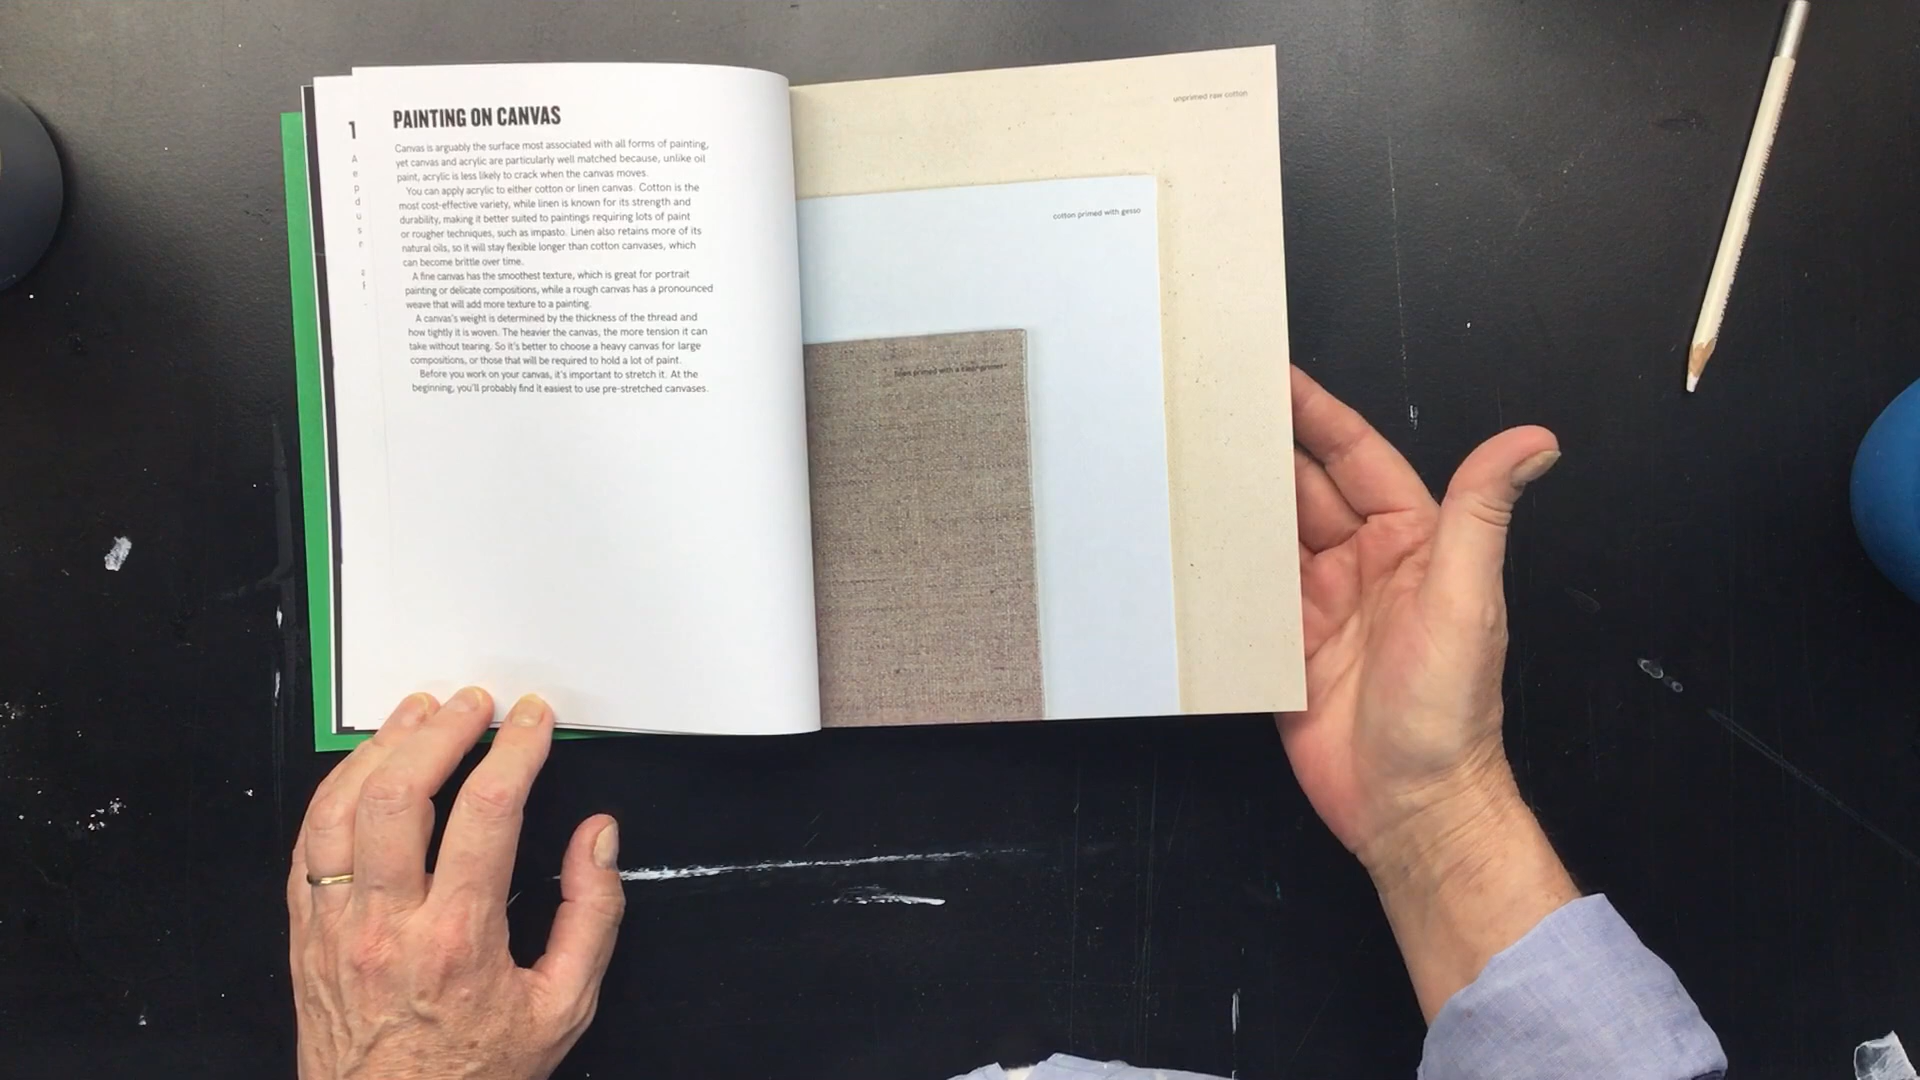 PAINTING ON CANVAS
Canvas is arguably the surface most associated with all forms of painting,
yet canvas and acrylic are particularly well matched because, unlike oil
paint, acrylic is less likely to crack when the canvas moves.
You can apply acrylic to either cotton or linen canvas. Cotton is the
most cost-effective variety, while linen is known for its strength and
durability, making it better suited to paintings requiring lots of paint
or rougher techniques, such as impasto. Linen also retains more of its
natural oils, so it will stay flexible longer than cotton canvases, which
can become brittle over time.
A fine canvas has the smoothest texture, which is great for portrait
painting or delicate compositions, while a rough canvas has a pronounced
weave that will add more texture to a painting.
A canvas's weight is determined by the thickness of the thread and
how tightly it is woven. The heavier the canvas, the more tension it can
take without tearing. So it's better to choose a heavy canvas for large
compositions, or those that will be required to hold a lot of paint.
Before you work on your canvas, it's important to stretch it. At the
beginning, you'll probably find it easiest to use pre-stretched canvases.
unprimed raw cotton
cotton primed with gesso
linen primed with a clear primer